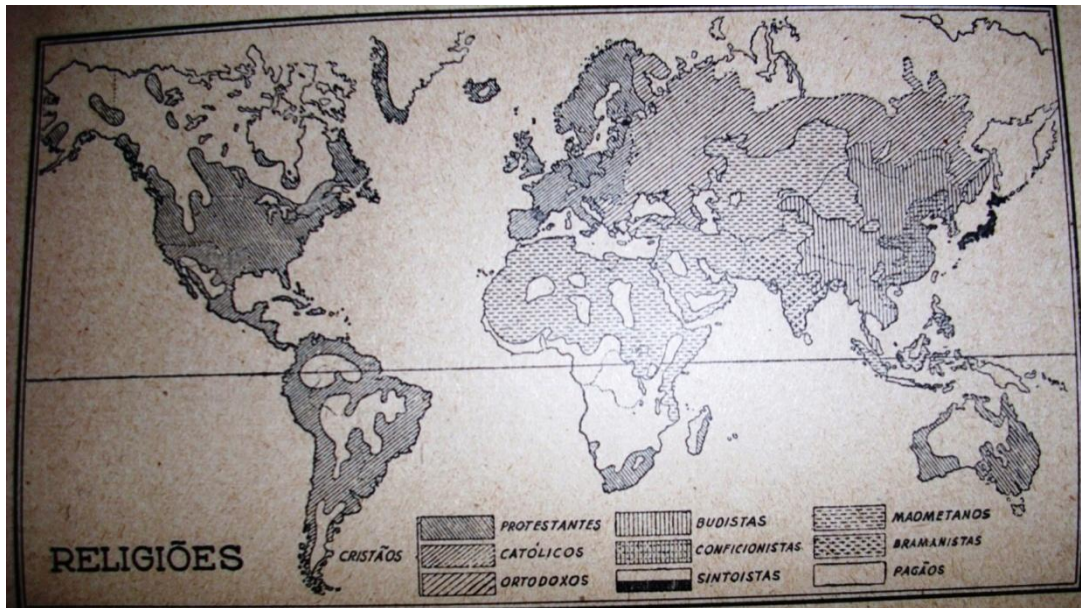 RELIGIÕES
CRISTÃOS
PROTESTANTES
CATÓLICOS
ORTODOXOS
BUDISTAS
CONFICIONISTAS
SINTOISTAS
MAOMETANOS
BRAMANISTAS
PAGÃOS